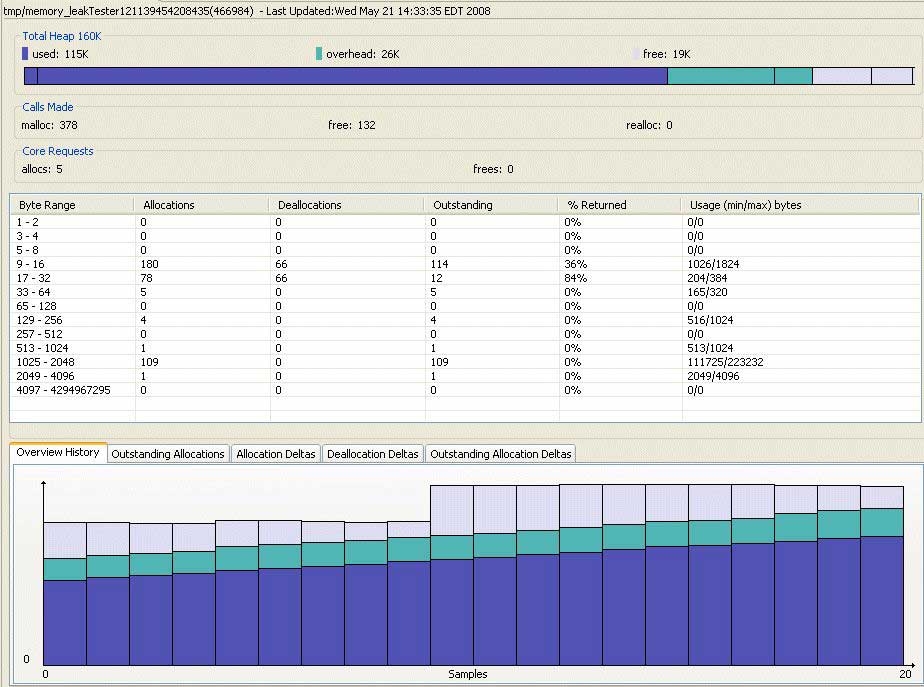 tmp/memory_leakTester121139454208435(466984) - Last Updated:Wed May 21 14:33:35 EDT 2008
Total Heap 160K
used: 115K overhead: 26K free: 19K
Calls Made
malloc: 378 free: 132 realloc: 0
Core Requests
allocs: 5 frees: 0
Byte Range Allocations Deallocations Outstanding % Returned Usage (min/max) bytes
1 - 2 0 0 0 0% 0/0
3 - 4 0 0 0 0% 0/0
5 - 8 0 0 0 0% 0/0
9 - 16 180 66 114 36% 1026/1824
17 - 32 78 66 12 84% 204/384
33 - 64 5 0 5 0% 165/320
65 - 128 0 0 0 0% 0/0
129 - 256 4 0 4 0% 516/1024
257 - 512 0 0 0 0% 0/0
513 - 1024 1 0 1 0% 513/1024
1025 - 2048 109 0 109 0% 111725/223232
2049 - 4096 1 0 1 0% 2049/4096
4097 - 4294967295 0 0 0 0% 0/0
Overview History Outstanding Allocations Allocation Deltas Deallocation Deltas Outstanding Allocation Deltas
0
0 Samples 20